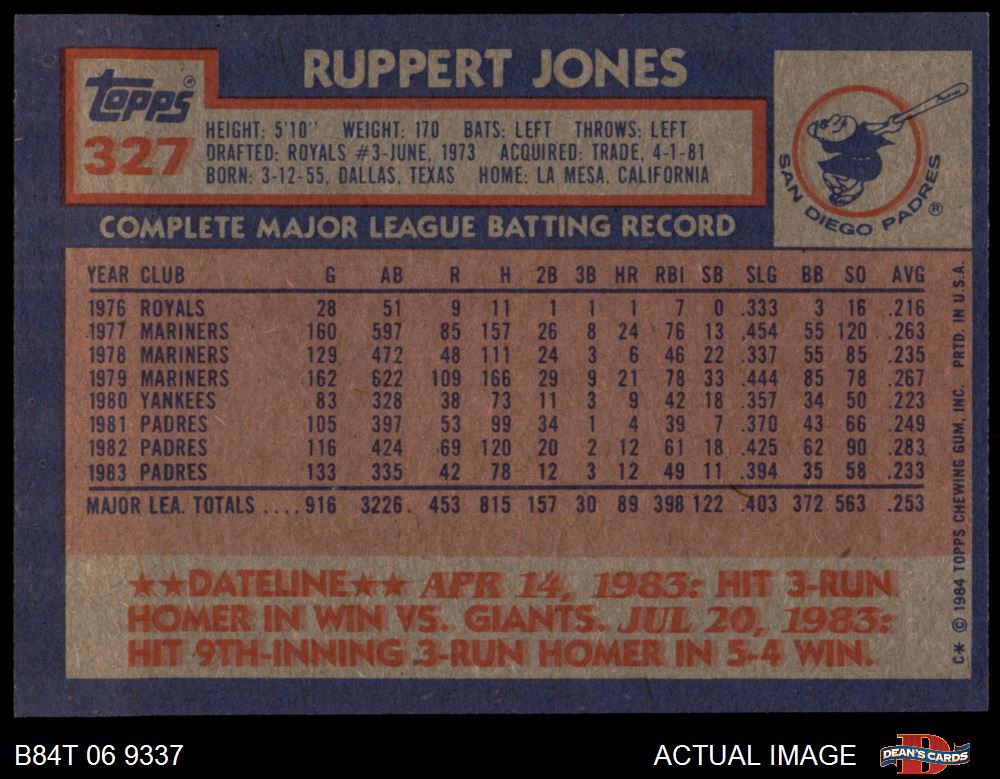 RUPPERT JONES
Topps®
327
HEIGHT: 5'10" WEIGHT: 170 BATS: LEFT THROWS: LEFT
DRAFTED: ROYALS #3-JUNE, 1973 ACQUIRED: TRADE, 4-1-81
BORN: 3-12-55, DALLAS, TEXAS HOME: LA MESA, CALIFORNIA
SAN DIEGO PADRES®
COMPLETE MAJOR LEAGUE BATTING RECORD
YEAR CLUB G AB R H 2B 3B HR RBI SB SLG BB SO AVG
1976 ROYALS 28 51 9 11 1 1 1 7 0 .333 3 16 .216
1977 MARINERS 160 597 85 157 26 8 24 76 13 .454 55 120 .263
1978 MARINERS 129 472 48 111 24 3 6 46 22 .337 55 85 .235
1979 MARINERS 162 622 109 166 29 9 21 78 33 .444 85 78 .267
1980 YANKEES 83 328 38 73 11 3 9 42 18 .357 34 50 .223
1981 PADRES 105 397 53 99 34 1 4 39 7 .370 43 66 .249
1982 PADRES 116 424 69 120 20 2 12 61 18 .425 62 90 .283
1983 PADRES 133 335 42 78 12 3 12 49 11 .394 35 58 .233
MAJOR LEA. TOTALS .... 916 3226 453 815 157 30 89 398 122 .403 372 563 .253
★★DATELINE★★ APR 14, 1983: HIT 3-RUN
HOMER IN WIN VS. GIANTS. JUL 20, 1983:
HIT 9TH-INNING 3-RUN HOMER IN 5-4 WIN.
C* © 1984 TOPPS CHEWING GUM, INC. PRTD. IN U.S.A.
B84T 06 9337
ACTUAL IMAGE
DEAN'S CARDS